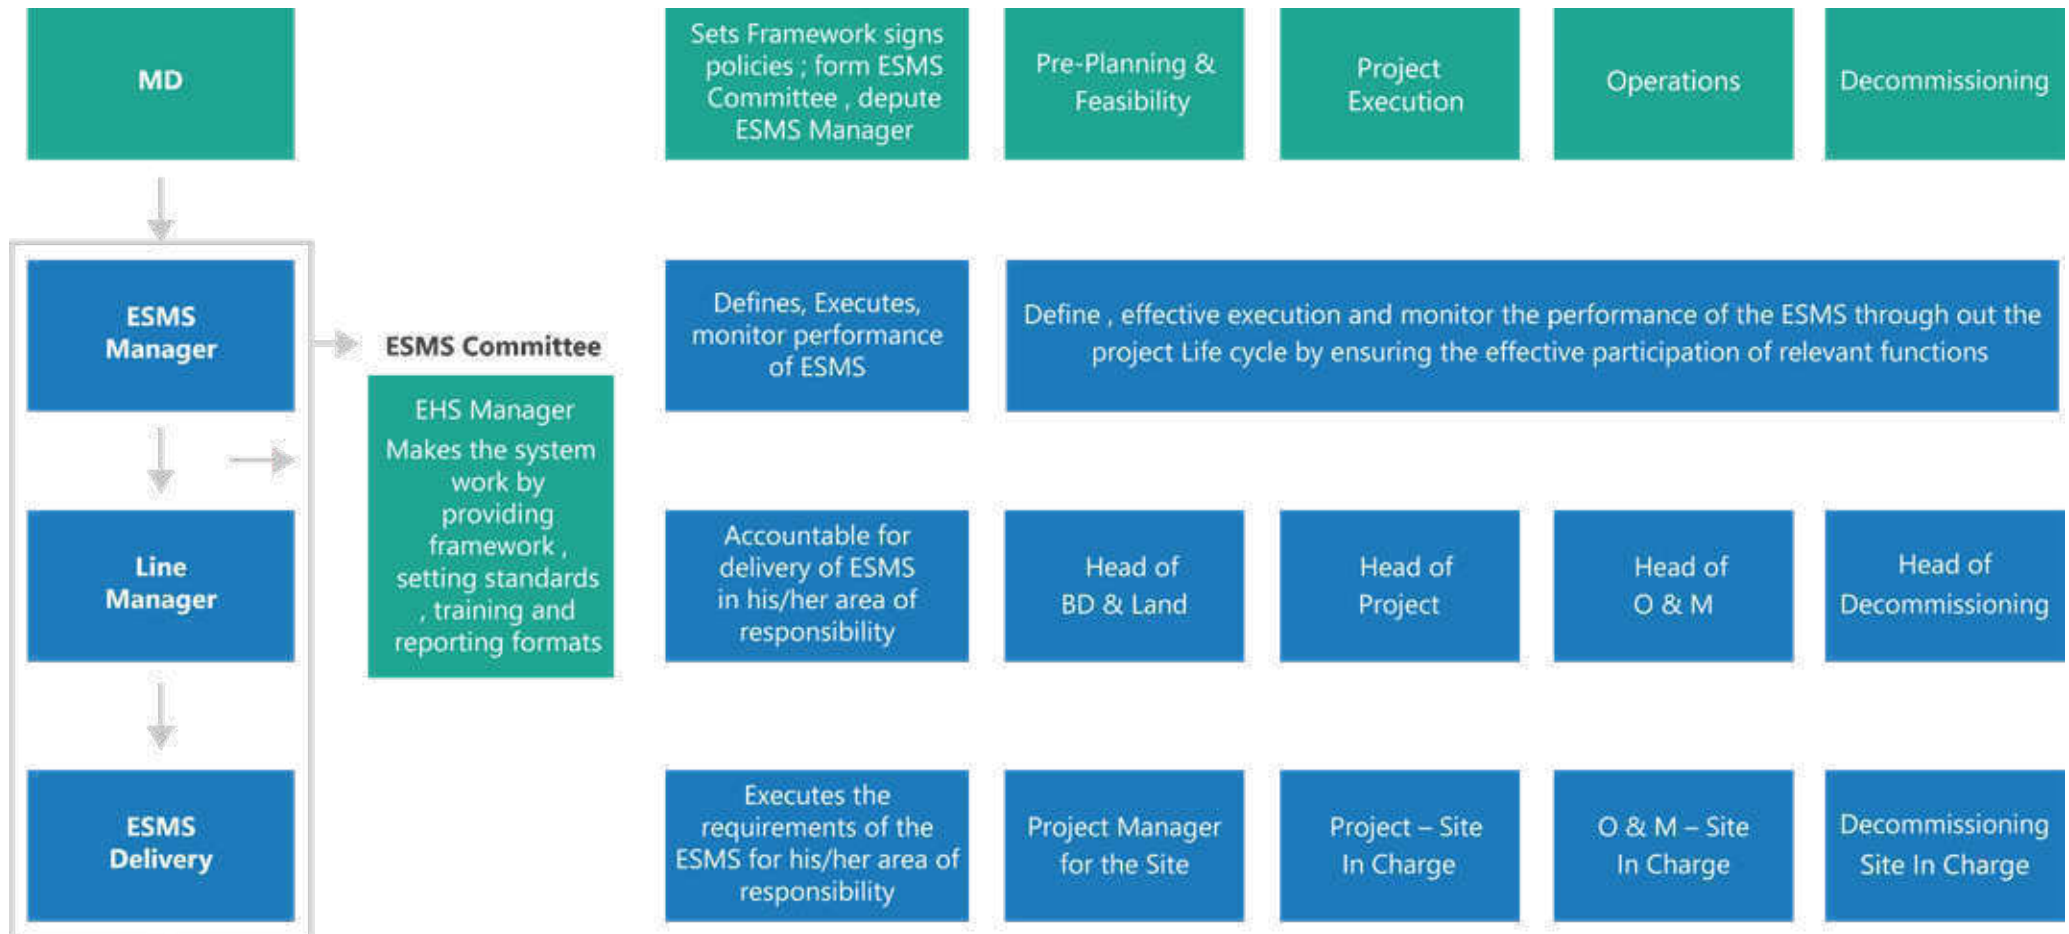 MD
Sets Framework signs
policies ; form ESMS
Committee , depute
ESMS Manager
Pre-Planning &
Feasibility
Project
Execution
Operations
Decommissioning
ESMS
Manager
ESMS Committee
EHS Manager
Makes the system
work by
providing
framework ,
setting standards
, training and
reporting formats
Defines, Executes,
monitor performance
of ESMS
Define , effective execution and monitor the performance of the ESMS through out the
project Life cycle by ensuring the effective participation of relevant functions
Line
Manager
Accountable for
delivery of ESMS
in his/her area of
responsibility
Head of
BD & Land
Head of
Project
Head of
O & M
Head of
Decommissioning
ESMS
Delivery
Executes the
requirements of the
ESMS for his/her area of
responsibility
Project Manager
for the Site
Project – Site
In Charge
O & M – Site
In Charge
Decommissioning
Site In Charge